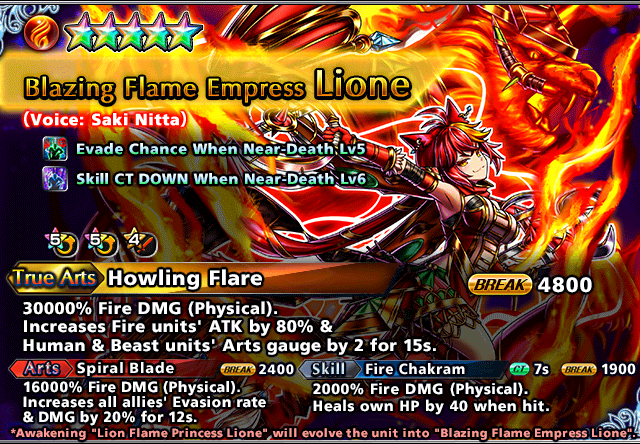 Blazing Flame Empress Lione
(Voice: Saki Nitta)
Evade Chance When Near-Death Lv5
Skill CT DOWN When Near-Death Lv6
5 5 4
True Arts Howling Flare BREAK 4800
30000% Fire DMG (Physical).
Increases Fire units' ATK by 80% &
Human & Beast units' Arts gauge by 2 for 15s.
Arts Spiral Blade BREAK 2400
16000% Fire DMG (Physical).
Increases all allies' Evasion rate
& DMG by 20% for 12s.
Skill Fire Chakram CT 7s BREAK 1900
2000% Fire DMG (Physical).
Heals own HP by 40 when hit.
*Awakening "Lion Flame Princess Lione" will evolve the unit into "Blazing Flame Empress Lione".